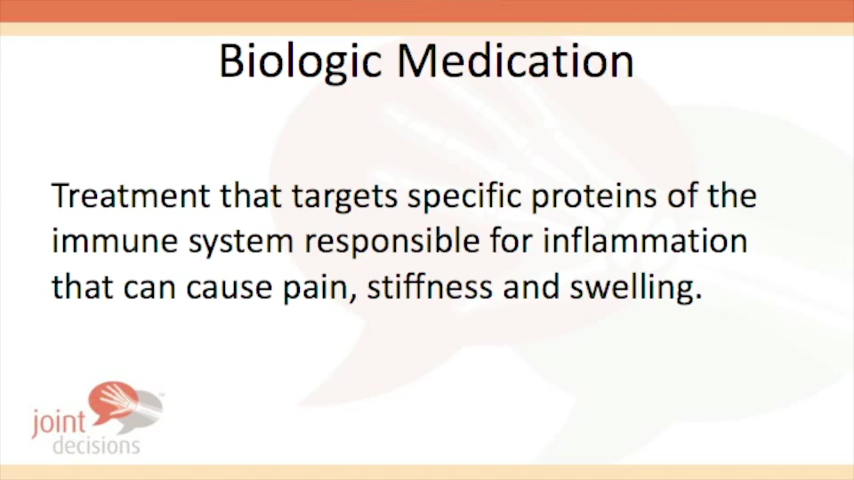 Biologic Medication
Treatment that targets specific proteins of the
immune system responsible for inflammation
that can cause pain, stiffness and swelling.
joint
decisions